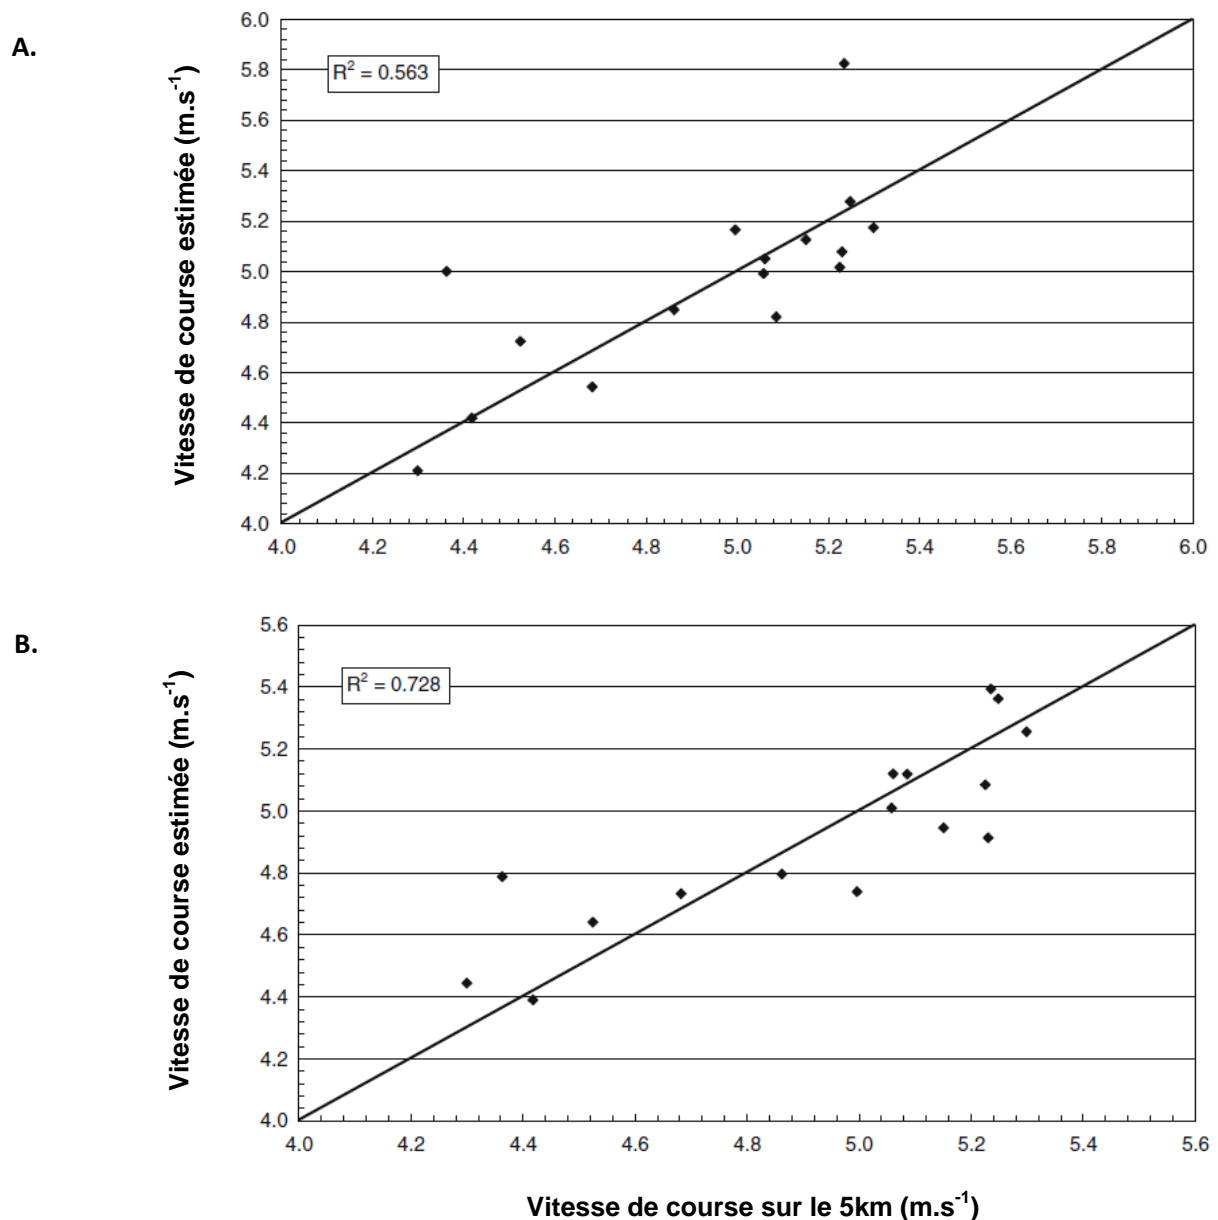 A.
Vitesse de course estimée (m.s-1)
R2 = 0.563
6.0
5.8
5.6
5.4
5.2
5.0
4.8
4.6
4.4
4.2
4.0
4.0 4.2 4.4 4.6 4.8 5.0 5.2 5.4 5.6 5.8 6.0
B.
Vitesse de course estimée (m.s-1)
R2 = 0.728
5.6
5.4
5.2
5.0
4.8
4.6
4.4
4.2
4.0
4.0 4.2 4.4 4.6 4.8 5.0 5.2 5.4 5.6
Vitesse de course sur le 5km (m.s-1)